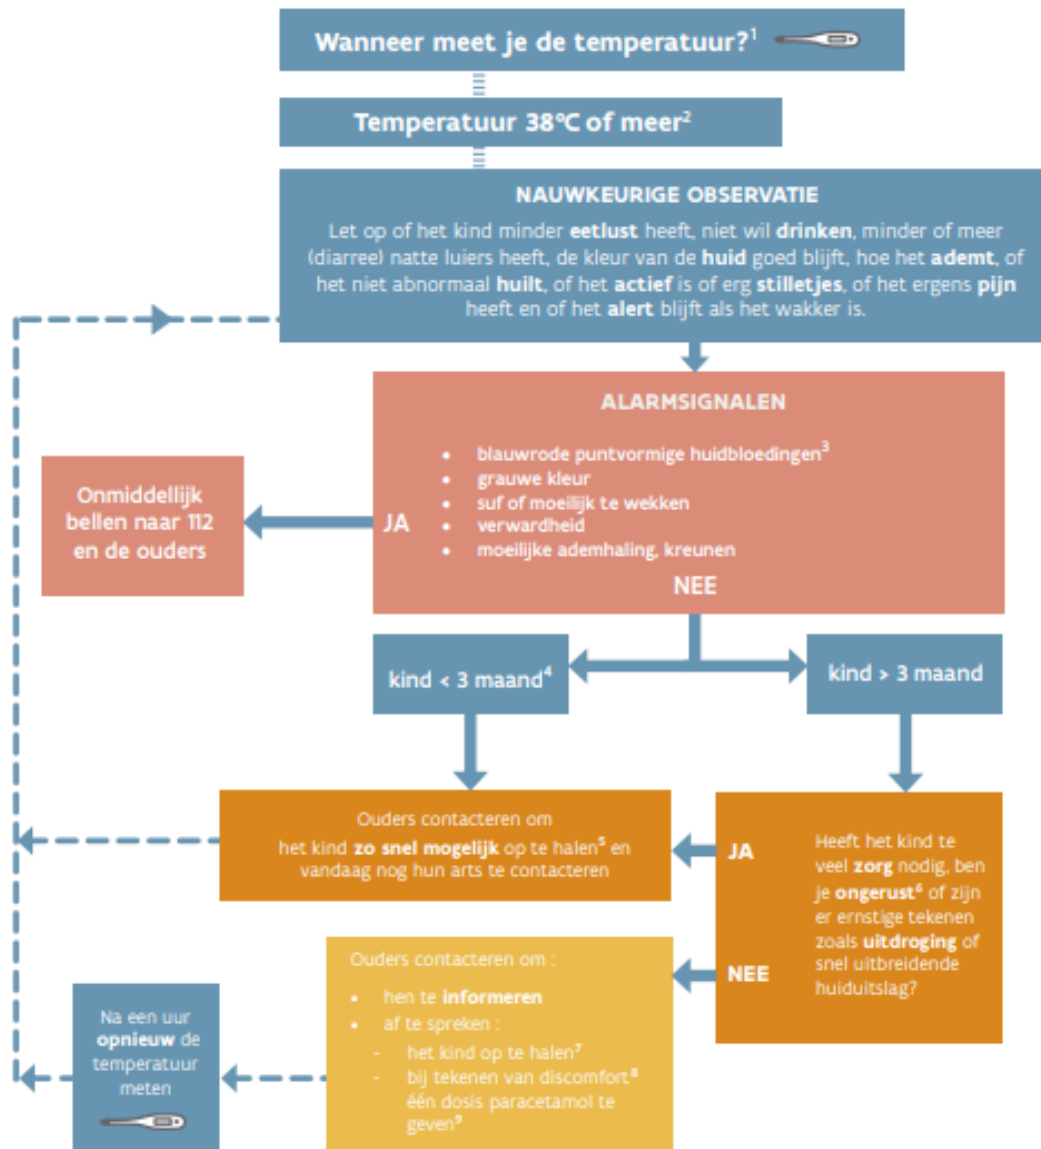 Wanneer meet je de temperatuur?¹
Temperatuur 38°C of meer²
NAUWKEURIGE OBSERVATIE
Let op of het kind minder eetlust heeft, niet wil drinken, minder of meer
(diarree) natte luiers heeft, de kleur van de huid goed blijft, hoe het ademt, of
het niet abnormaal huilt, of het actief is of erg stilletjes, of het ergens pijn
heeft en of het alert blijft als het wakker is.
ALARMSIGNALEN
• blauwrode puntvormige huidbloedingen³
• grauwe kleur
• suf of moeilijk te wekken
• verwardheid
• moeilijke ademhaling, kreunen
JA
NEE
Onmiddellijk
bellen naar 112
en de ouders
kind < 3 maand⁴
kind > 3 maand
Ouders contacteren om
het kind zo snel mogelijk op te halen⁵ en
vandaag nog hun arts te contacteren
JA
NEE
Heeft het kind te
veel zorg nodig, ben
je ongerust⁶ of zijn
er ernstige tekenen
zoals uitdroging of
snel uitbreidende
huiduitslag?
Ouders contacteren om :
• hen te informeren
• af te spreken :
- het kind op te halen⁷
- bij tekenen van discomfort⁸
één dosis paracetamol te
geven⁹
Na een uur
opnieuw de
temperatuur
meten